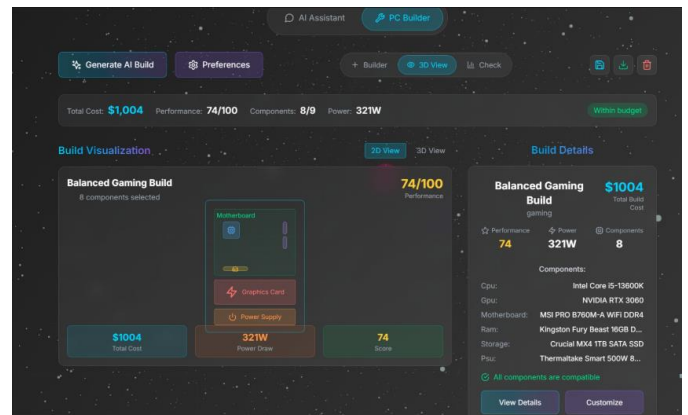 AI Assistant PC Builder
Generate AI Build Preferences + Builder 3D View Check
Total Cost: $1,004 Performance: 74/100 Components: 8/9 Power: 321W Within budget
Build Visualization 2D View 3D View
Balanced Gaming Build
8 components selected
74/100
Performance
Motherboard
Graphics Card
Power Supply
$1004
Total Cost
321W
Power Draw
74
Score
Build Details
Balanced Gaming Build
gaming
$1004
Total Build Cost
Performance
74
Power
321W
Components
8
Components:
Cpu: Intel Core i5-13600K
Gpu: NVIDIA RTX 3060
Motherboard: MSI PRO B760M-A WIFI DDR4
Ram: Kingston Fury Beast 16GB D...
Storage: Crucial MX4 1TB SATA SSD
Psu: Thermaltake Smart 500W 8...
All components are compatible
View Details Customize